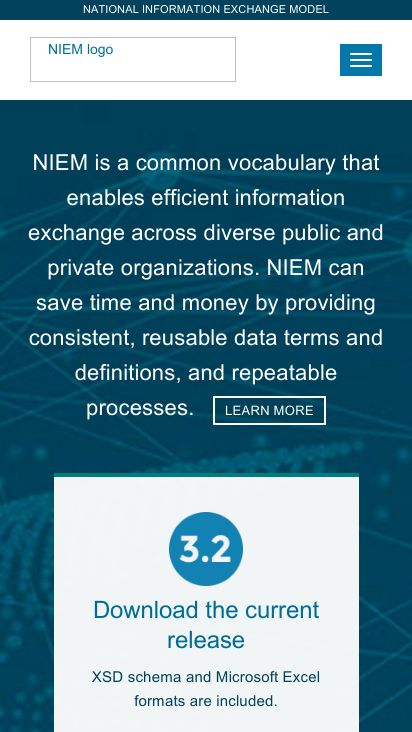 NATIONAL INFORMATION EXCHANGE MODEL
NIEM logo
NIEM is a common vocabulary that
enables efficient information
exchange across diverse public and
private organizations. NIEM can
save time and money by providing
consistent, reusable data terms and
definitions, and repeatable
processes. LEARN MORE
3.2
Download the current
release
XSD schema and Microsoft Excel
formats are included.